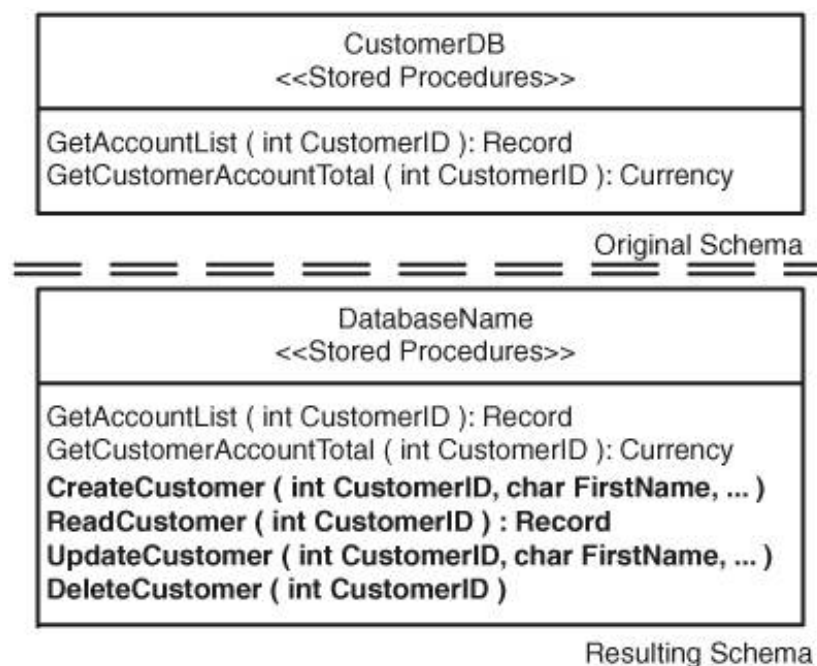 CustomerDB
<<Stored Procedures>>
GetAccountList ( int CustomerID ): Record
GetCustomerAccountTotal ( int CustomerID ): Currency
Original Schema
DatabaseName
<<Stored Procedures>>
GetAccountList ( int CustomerID ): Record
GetCustomerAccountTotal ( int CustomerID ): Currency
CreateCustomer ( int CustomerID, char FirstName, ... )
ReadCustomer ( int CustomerID ) : Record
UpdateCustomer ( int CustomerID, char FirstName, ... )
DeleteCustomer ( int CustomerID )
Resulting Schema